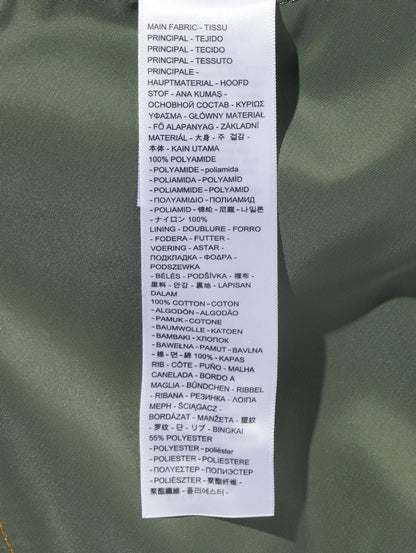 MAIN FABRIC - TISSU
PRINCIPAL - TEJIDO
PRINCIPAL - TECIDO
PRINCIPAL - TESSUTO
PRINCIPALE -
HAUPTMATERIAL - HOOFD
STOF - ANA KUMAŞ -
ОСНОВНОЙ СОСТАВ - ΚΥΡΙΩΣ
ΥΦΑΣΜΑ - GŁÓWNY MATERIAŁ
- FŐ ALAPANYAG - ZÁKLADNÍ
MATERIÁL - 大身 - 주 겉감 -
本体 - KAIN UTAMA
100% POLYAMIDE
- POLYAMIDE - poliamida
- POLIAMIDA - POLYAMÍD
- POLIAMMIDE - POLYAMID
- ΠΟΛΥΑΜΙΔΙΟ - ПОЛИАМИД
- POLIAMID - 锦纶 - 尼龍 - 나일론
- ナイロン 100%
LINING - DOUBLURE - FORRO
- FODERA - FUTTER -
VOERING - ASTAR -
ПОДКЛАДКА - ΦΟΔΡΑ -
PODSZEWKA
- BÉLÉS - PODŠÍVKA - 裡布 -
里料 - 안감 - 裏地 - LAPISAN
DALAM
100% COTTON - COTON
- ALGODÓN - ALGODÃO
- PAMUK - COTONE
- BAUMWOLLE - KATOEN
- BAMBAKI - ХЛОПОК
- BAWEŁNA - PAMUT - BAVLNA
- 棉 - 면 - 綿 100% - KAPAS
RIB - CÔTE - PUÑO - MALHA
CANELADA - BORDO A
MAGLIA - BÜNDCHEN - RIBBEL
- RIBANA - РЕЗИНКА - ΛΟΙΠΑ
ΜΕΡΗ - ŚCIĄGACZ -
BORDÁZAT - MANŽETA - 羅紋
- 罗纹 - 단 - リブ - BINGKAI
55% POLYESTER
- POLYESTER - poliéster
- POLIESTER - POLIESTERE
- ПОЛУЕСТЕР - ПОЛИЭСТЕР
- POLIÉSZTER - 聚酯纤维 -
聚酯纖維 - 폴리에스터 -